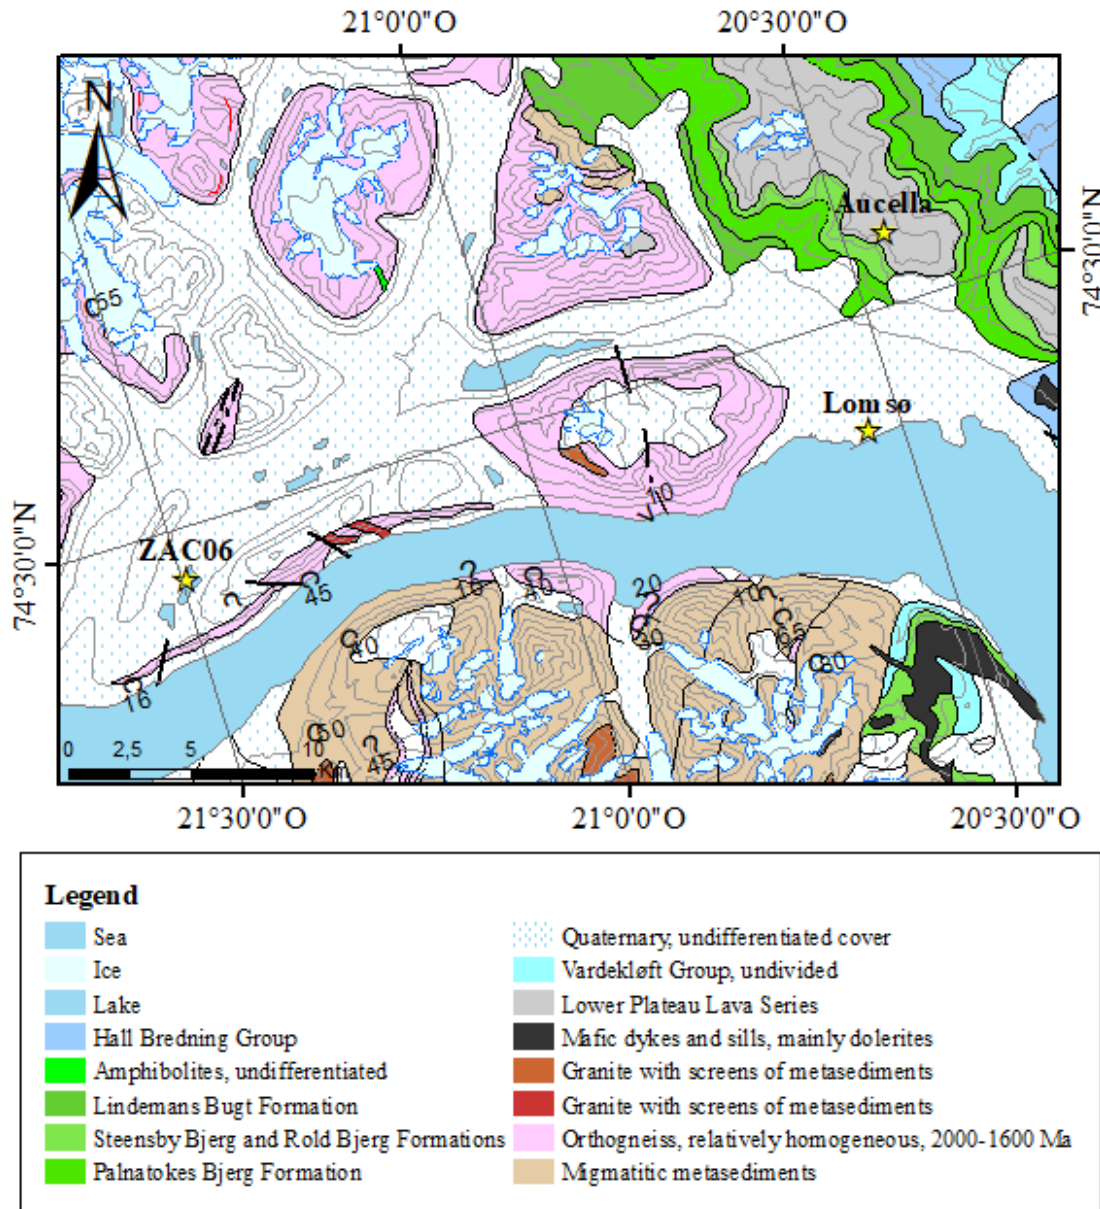 21°0'0"O 20°30'0"O
N
Aucella
74°30'0"N
55
Lomso
10
ZAC06
74°30'0"N
45
16
40
20
30
10
65
40
80
16
50
45
0 2,5 5 10
21°30'0"O 21°0'0"O 20°30'0"O
Legend
Sea
Ice
Lake
Hall Bredning Group
Amphibolites, undifferentiated
Lindemans Bugt Formation
Steensby Bjerg and Rold Bjerg Formations
Palnatokes Bjerg Formation
Quaternary, undifferentiated cover
Vardekløft Group, undivided
Lower Plateau Lava Series
Mafic dykes and sills, mainly dolerites
Granite with screens of metasediments
Granite with screens of metasediments
Orthogneiss, relatively homogeneous, 2000-1600 Ma
Migmatitic metasediments